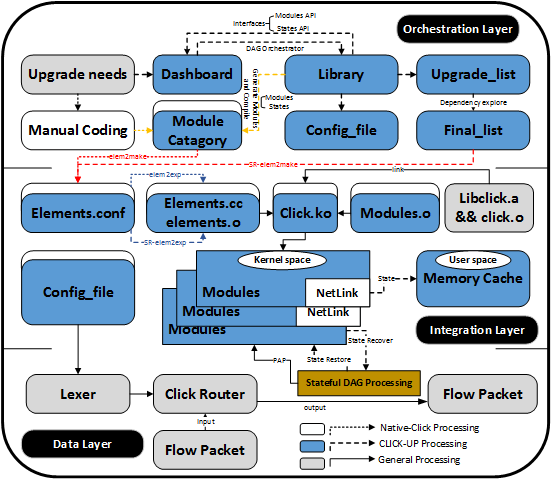 Modules API
Interfaces
States API
Orchestration Layer
DAG Orchestrator
Upgrade needs
Dashboard
Library
Upgrade_list
Generate Modules
and Compile
Modules
States
Dependency explore
Manual Coding
Module
Catagory
Config_file
Final_list
elem2make
SR-elem2make
link
elem2exp
Elements.conf
Elements.cc
elements.o
Click.ko
Modules.o
Libclick.a
&& click.o
SR-elem2exp
Kernel space
User space
Config_file
Modules
NetLink
State
Memory Cache
Modules
NetLink
Modules
Integration Layer
State Recover
State Restore
PAP
Stateful DAG Processing
Lexer
Click Router
output
Flow Packet
Input
Data Layer
Flow Packet
Native-Click Processing
CLICK-UP Processing
General Processing